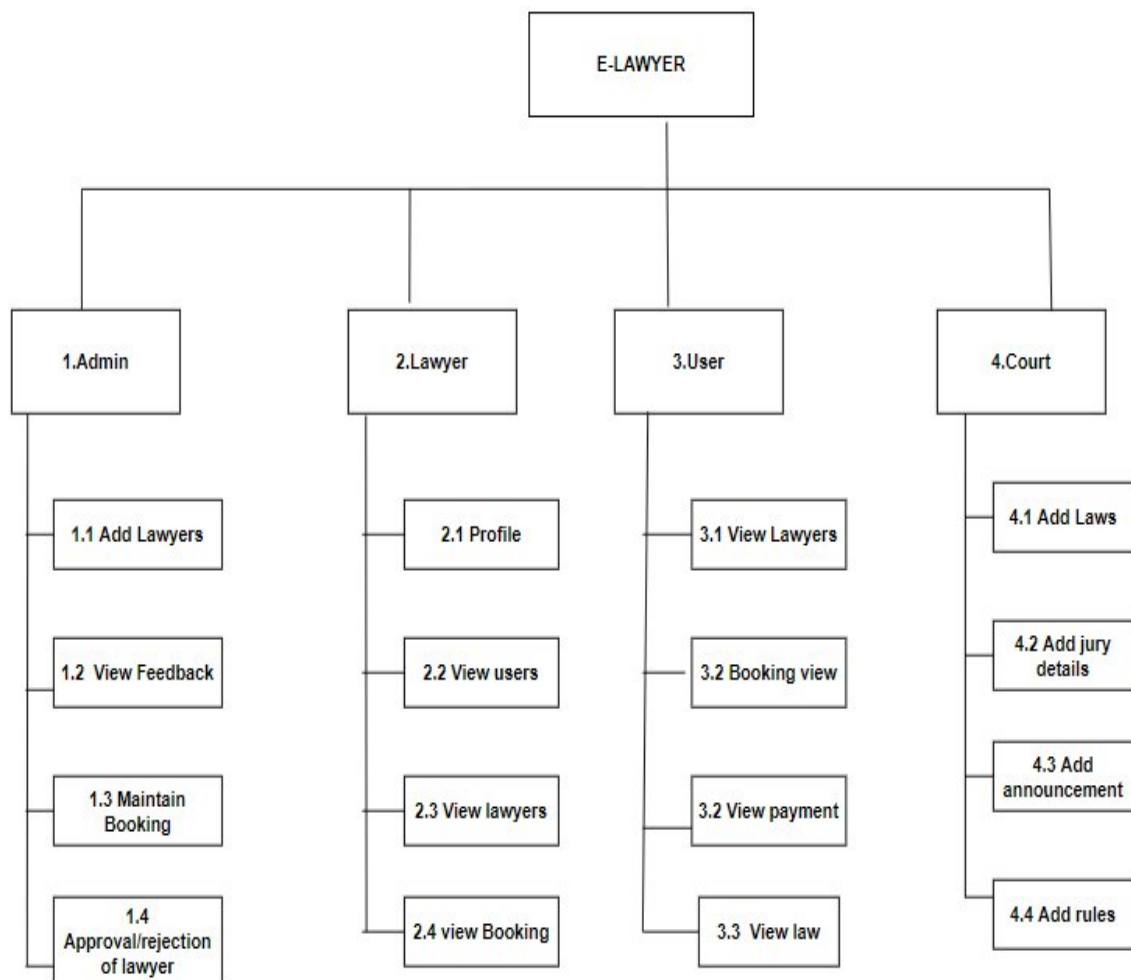 E-LAWYER
1.Admin
2.Lawyer
3.User
4.Court
1.1 Add Lawyers
1.2 View Feedback
1.3 Maintain
Booking
1.4
Approval/rejection
of lawyer
2.1 Profile
2.2 View users
2.3 View lawyers
2.4 view Booking
3.1 View Lawyers
3.2 Booking view
3.2 View payment
3.3 View law
4.1 Add Laws
4.2 Add jury
details
4.3 Add
announcement
4.4 Add rules